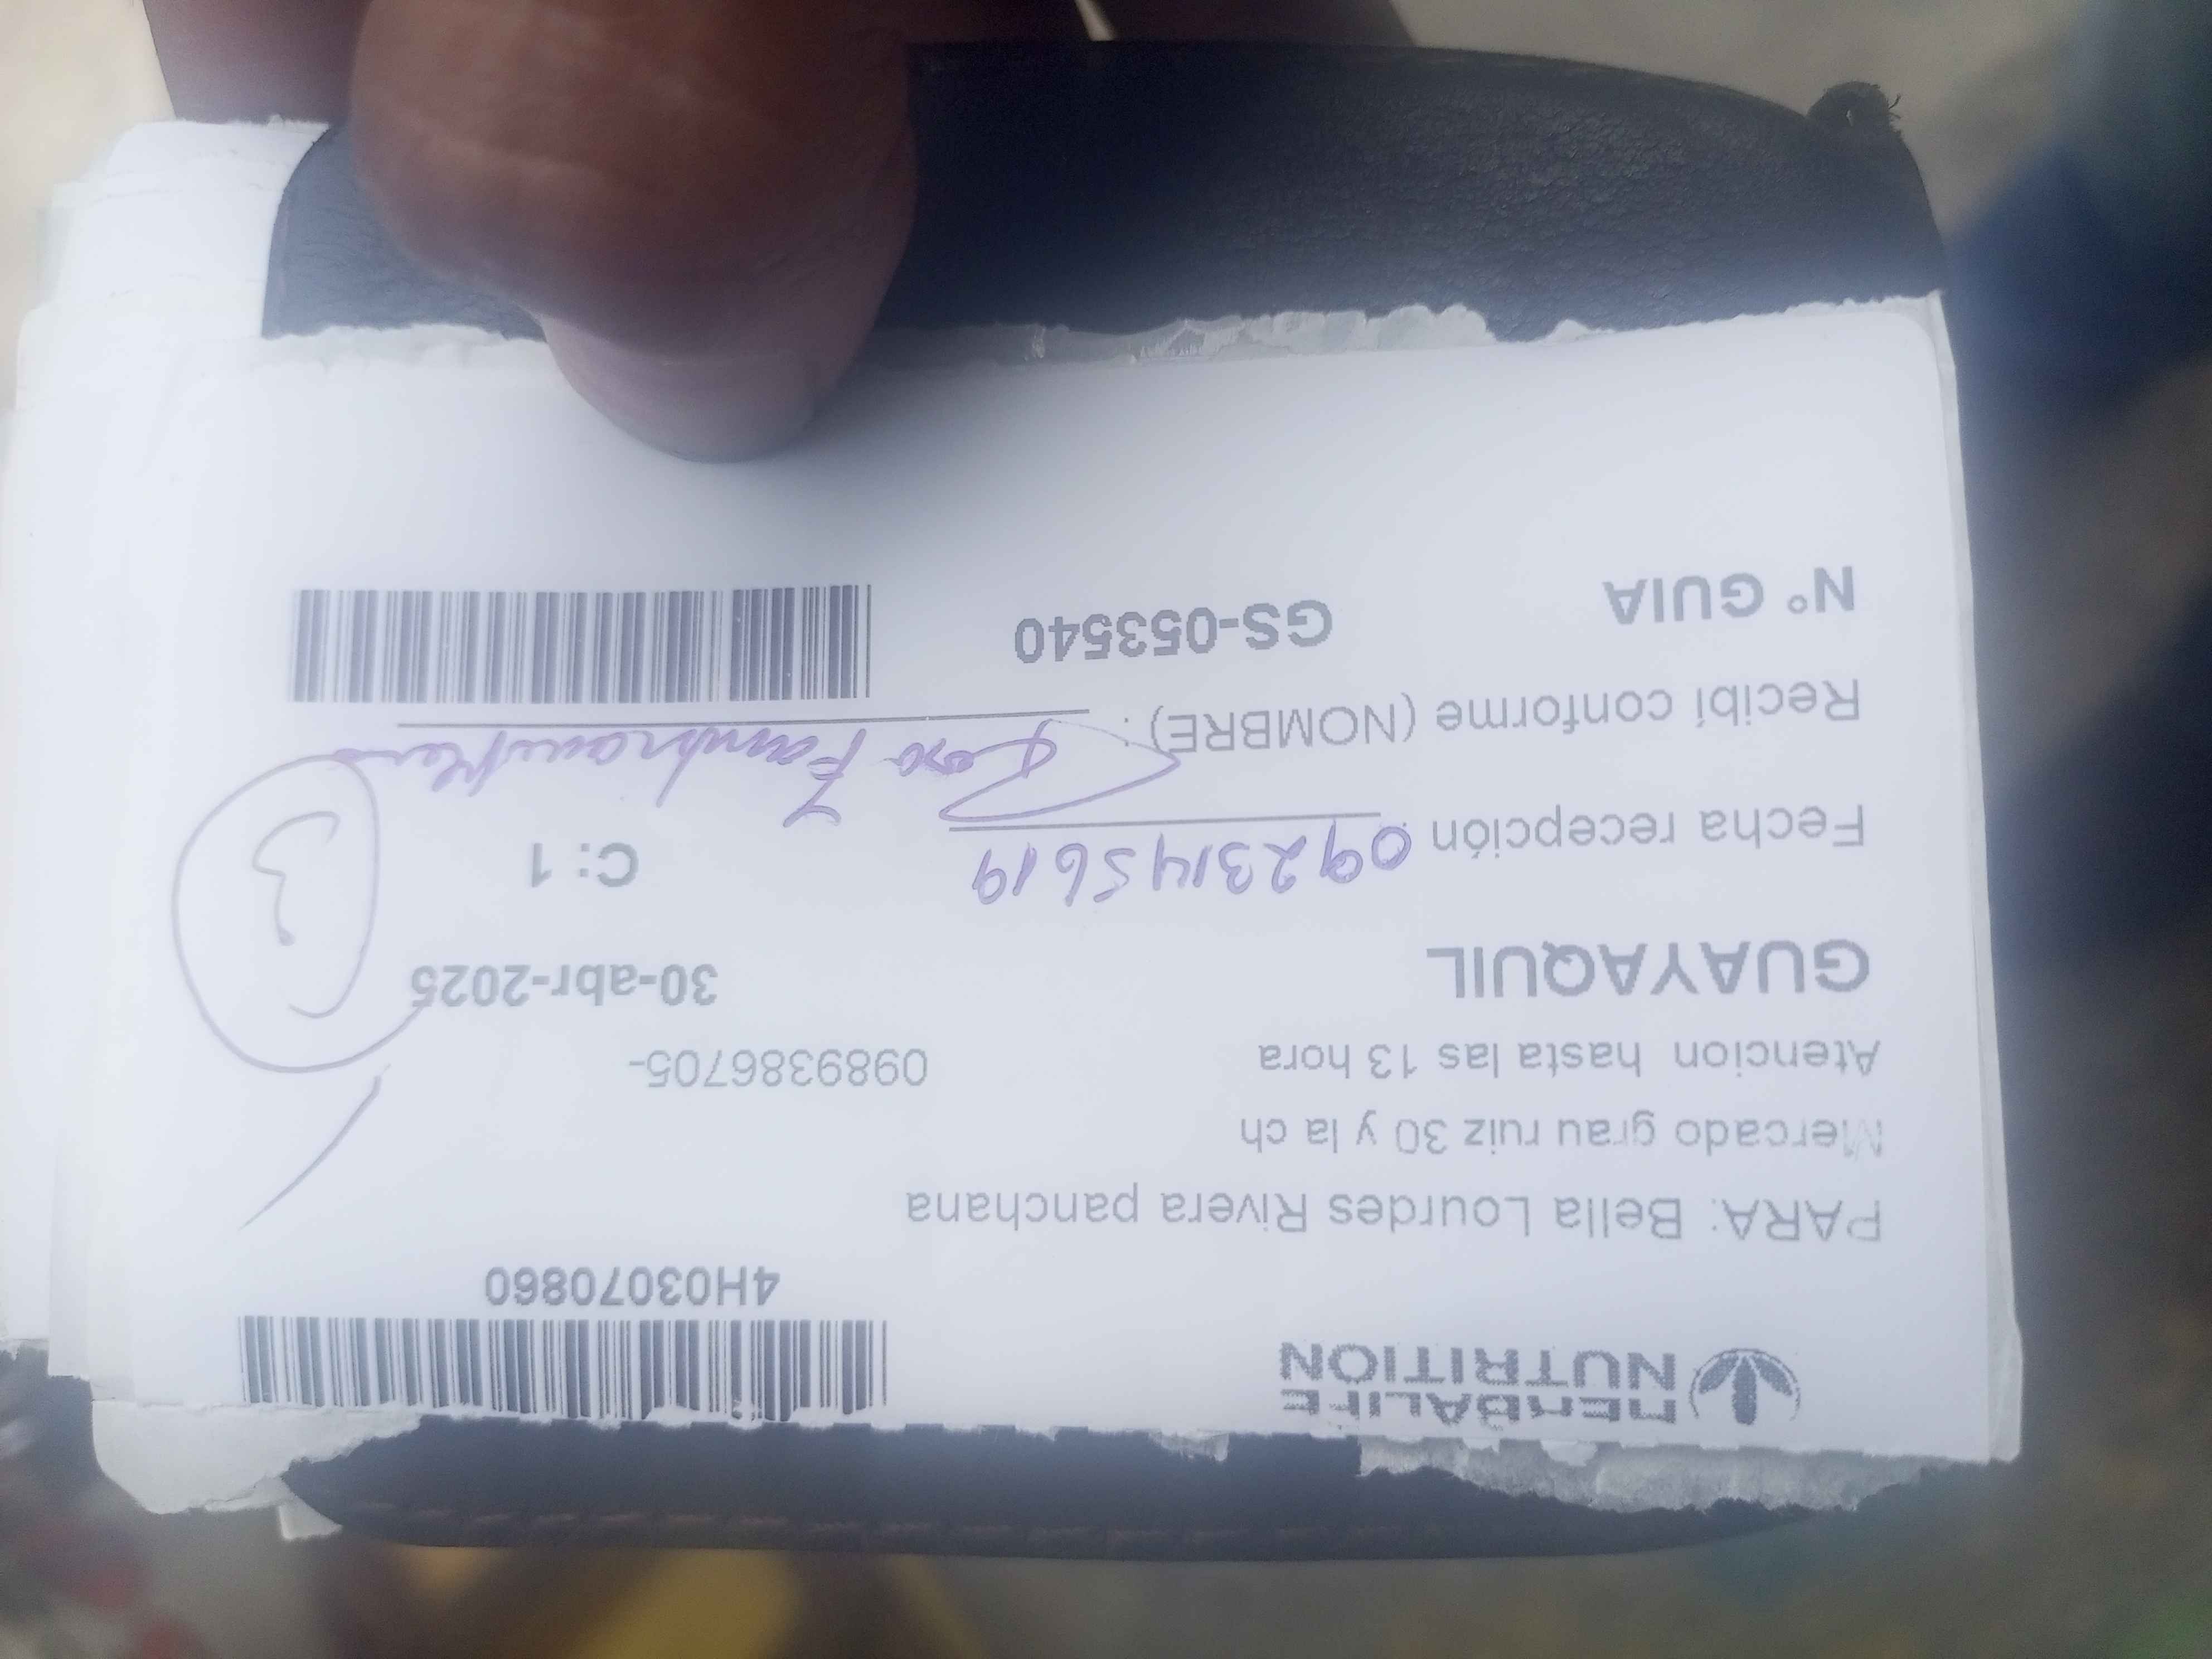 HERBALIFE
NUTRITION
4H03070860
PARA: Bella Lourdes Rivera panchana
Mercado grau ruiz 30 y la ch
Atencion hasta las 13 hora 0989386705-
GUAYAQUIL 30-abr-2025
3
Fecha recepción : 0923145619 C: 1
Recibí conforme (NOMBRE) :
N° GUIA GS-053540